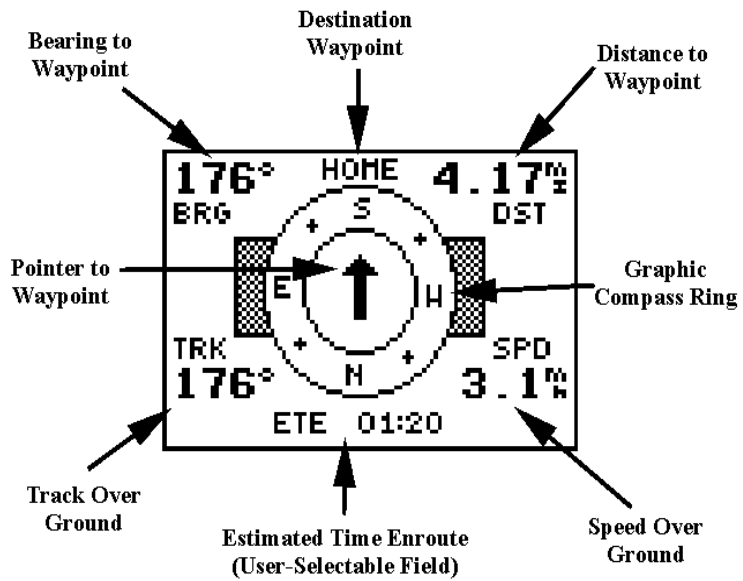 Bearing to
Waypoint
Destination
Waypoint
Distance to
Waypoint
176°
BRG
HOME
4.17mi
DST
S
E
W
N
Pointer to
Waypoint
Graphic
Compass Ring
TRK
176°
SPD
3.1mh
ETE 01:20
Track Over
Ground
Estimated Time Enroute
(User-Selectable Field)
Speed Over
Ground